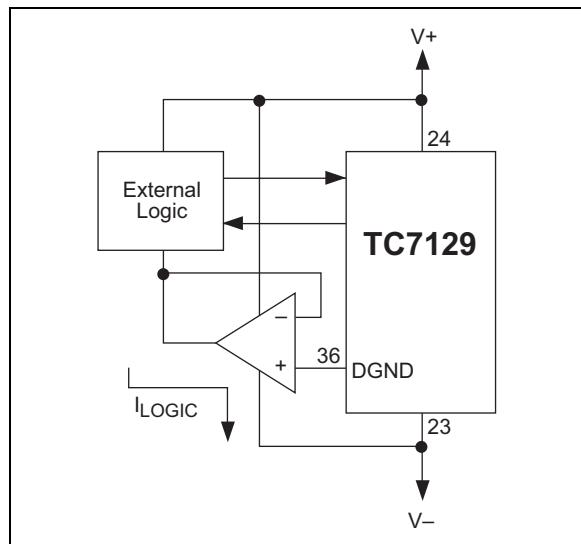 V+
24
External
Logic
TC7129
–
+
36
DGND
ILOGIC
23
V–